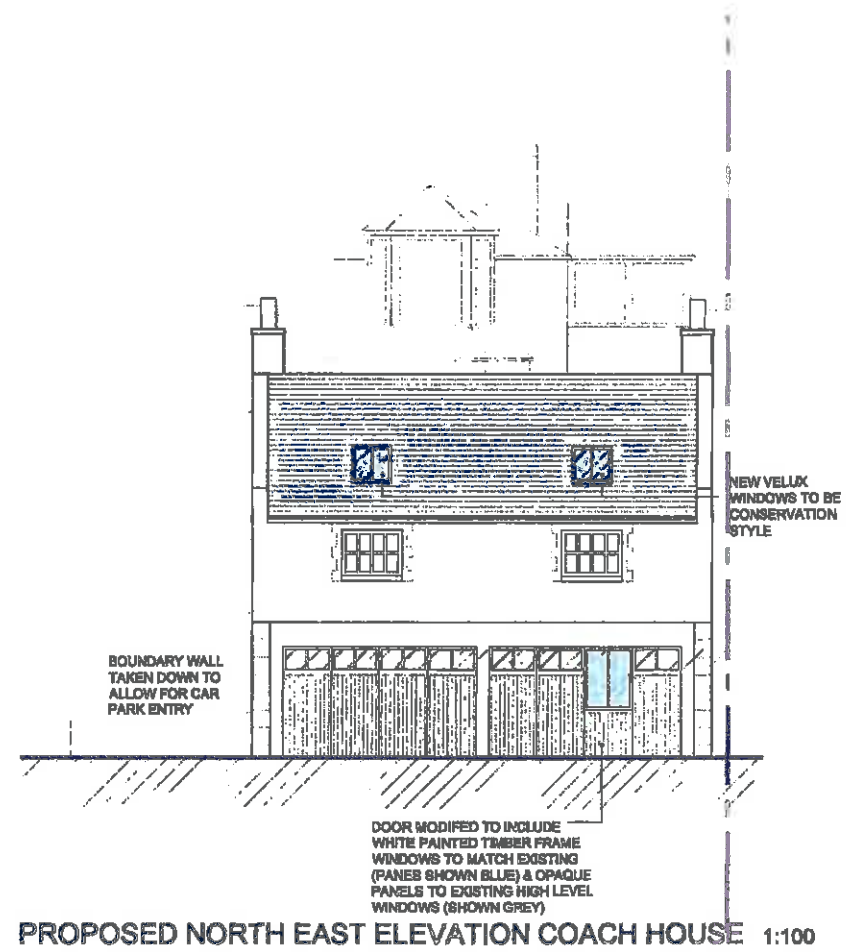 NEW VELUX
WINDOWS TO BE
CONSERVATION
STYLE
BOUNDARY WALL
TAKEN DOWN TO
ALLOW FOR CAR
PARK ENTRY
DOOR MODIFED TO INCLUDE
WHITE PAINTED TIMBER FRAME
WINDOWS TO MATCH EXISTING
(PANES SHOWN BLUE) & OPAQUE
PANELS TO EXISTING HIGH LEVEL
WINDOWS (SHOWN GREY)
PROPOSED NORTH EAST ELEVATION COACH HOUSE 1:100